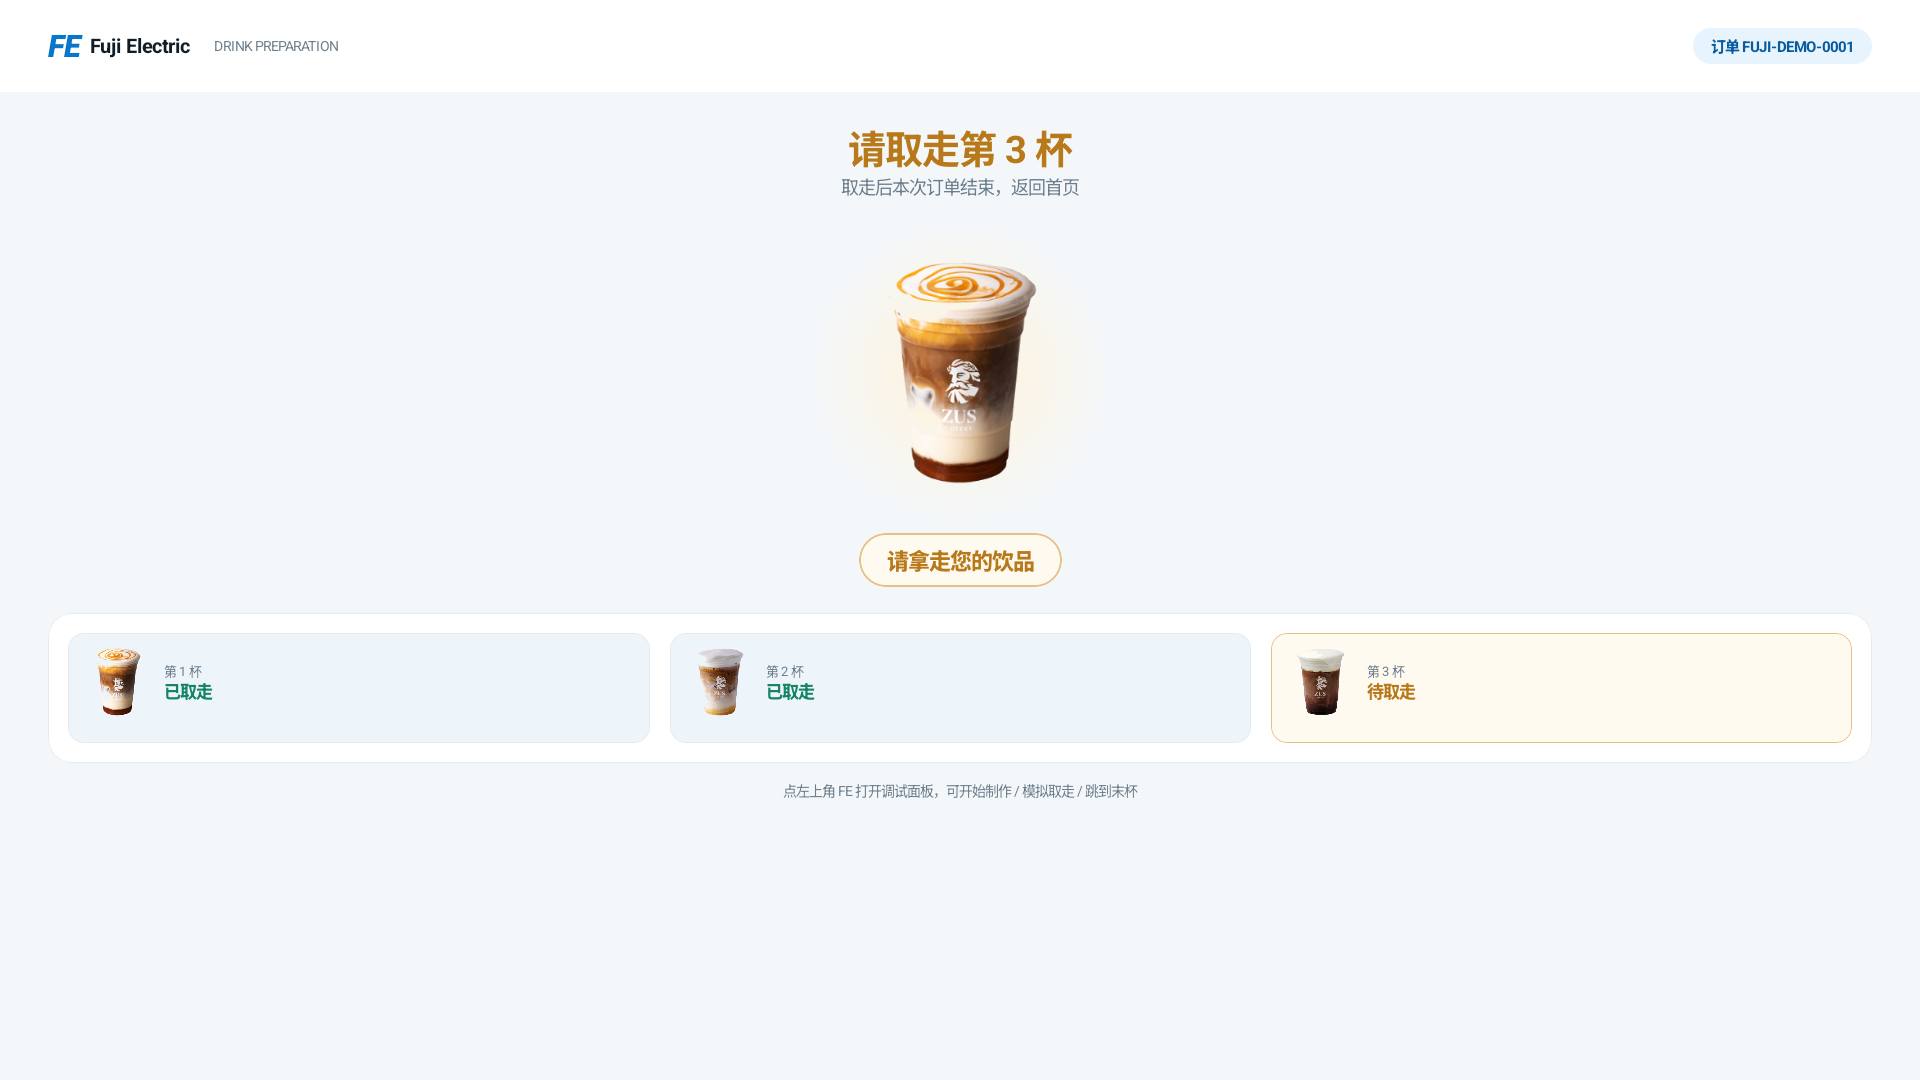 FE Fuji Electric DRINK PREPARATION
订单 FUJI-DEMO-0001
请取走第 3 杯
取走后本次订单结束，返回首页
ZUS
请拿走您的饮品
第 1 杯
已取走
第 2 杯
已取走
第 3 杯
待取走
点左上角 FE 打开调试面板，可开始制作 / 模拟取走 / 跳到末杯